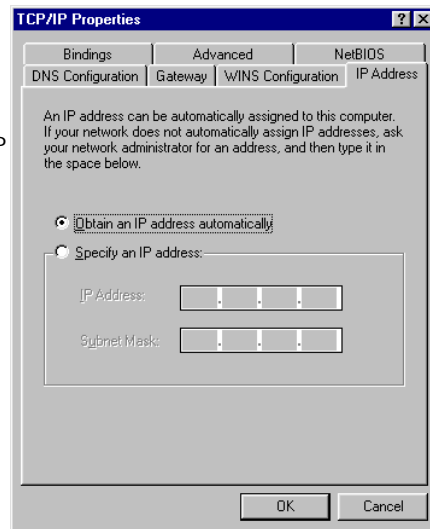 TCP/IP Properties
Bindings Advanced NetBIOS
DNS Configuration Gateway WINS Configuration IP Address
An IP address can be automatically assigned to this computer.
If your network does not automatically assign IP addresses, ask
your network administrator for an address, and then type it in
the space below.
P
Obtain an IP address automatically
Specify an IP address:
IP Address:
Subnet Mask:
OK Cancel